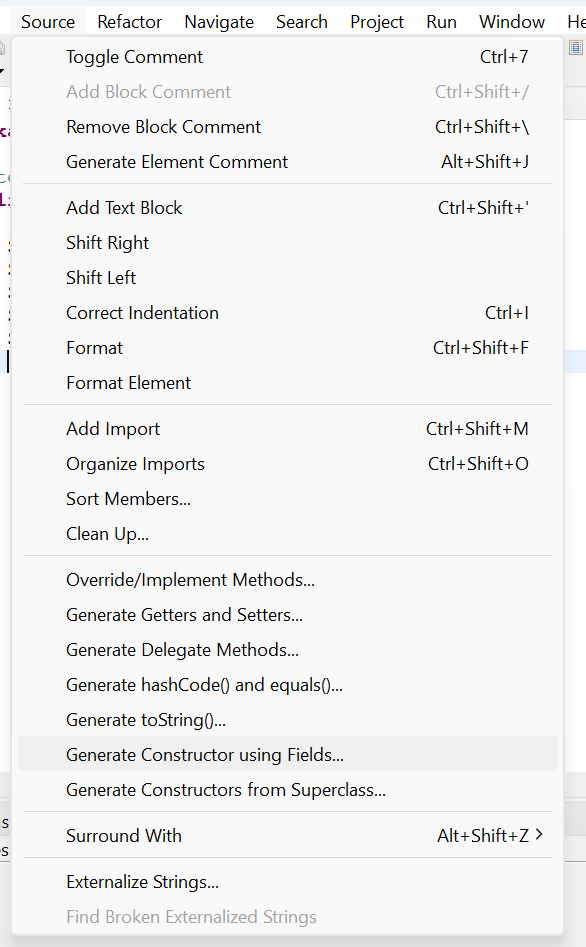 Source Refactor Navigate Search Project Run Window He
Toggle Comment Ctrl+7
Add Block Comment Ctrl+Shift+/
Remove Block Comment Ctrl+Shift+\
Generate Element Comment Alt+Shift+J
Add Text Block Ctrl+Shift+'
Shift Right
Shift Left
Correct Indentation Ctrl+I
Format Ctrl+Shift+F
Format Element
Add Import Ctrl+Shift+M
Organize Imports Ctrl+Shift+O
Sort Members...
Clean Up...
Override/Implement Methods...
Generate Getters and Setters...
Generate Delegate Methods...
Generate hashCode() and equals()...
Generate toString()...
Generate Constructor using Fields...
Generate Constructors from Superclass...
Surround With Alt+Shift+Z >
Externalize Strings...
Find Broken Externalized Strings